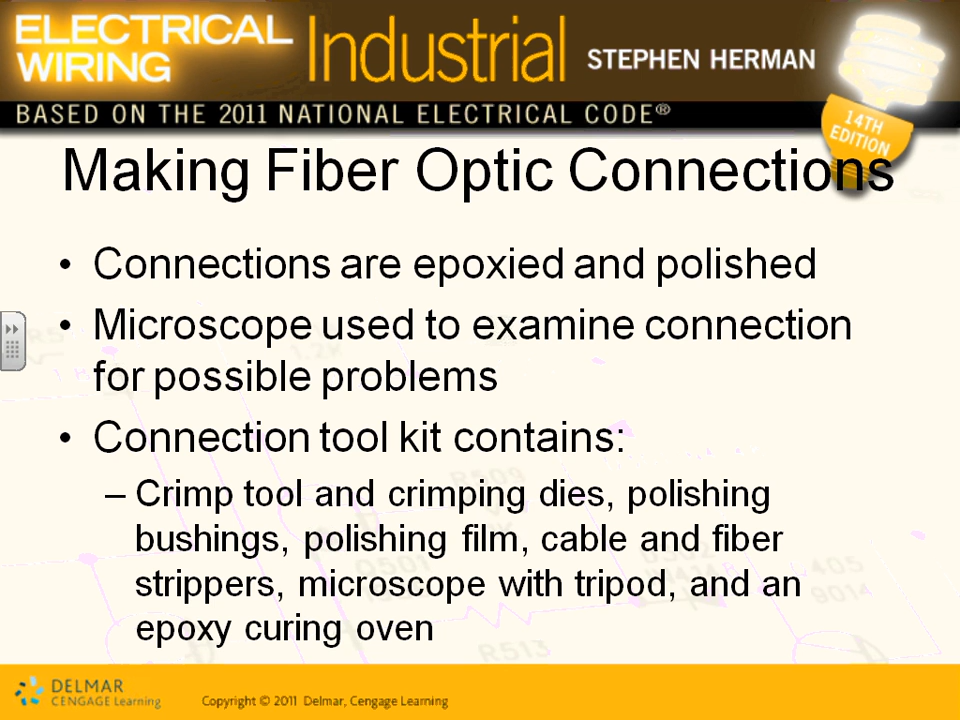 ELECTRICAL
WIRING
Industrial
STEPHEN HERMAN
BASED ON THE 2011 NATIONAL ELECTRICAL CODE®
14TH
EDITION
Making Fiber Optic Connections
• Connections are epoxied and polished
• Microscope used to examine connection
for possible problems
• Connection tool kit contains:
– Crimp tool and crimping dies, polishing
bushings, polishing film, cable and fiber
strippers, microscope with tripod, and an
epoxy curing oven
R513
405
9014
DELMAR
CENGAGE Learning
Copyright © 2011 Delmar, Cengage Learning